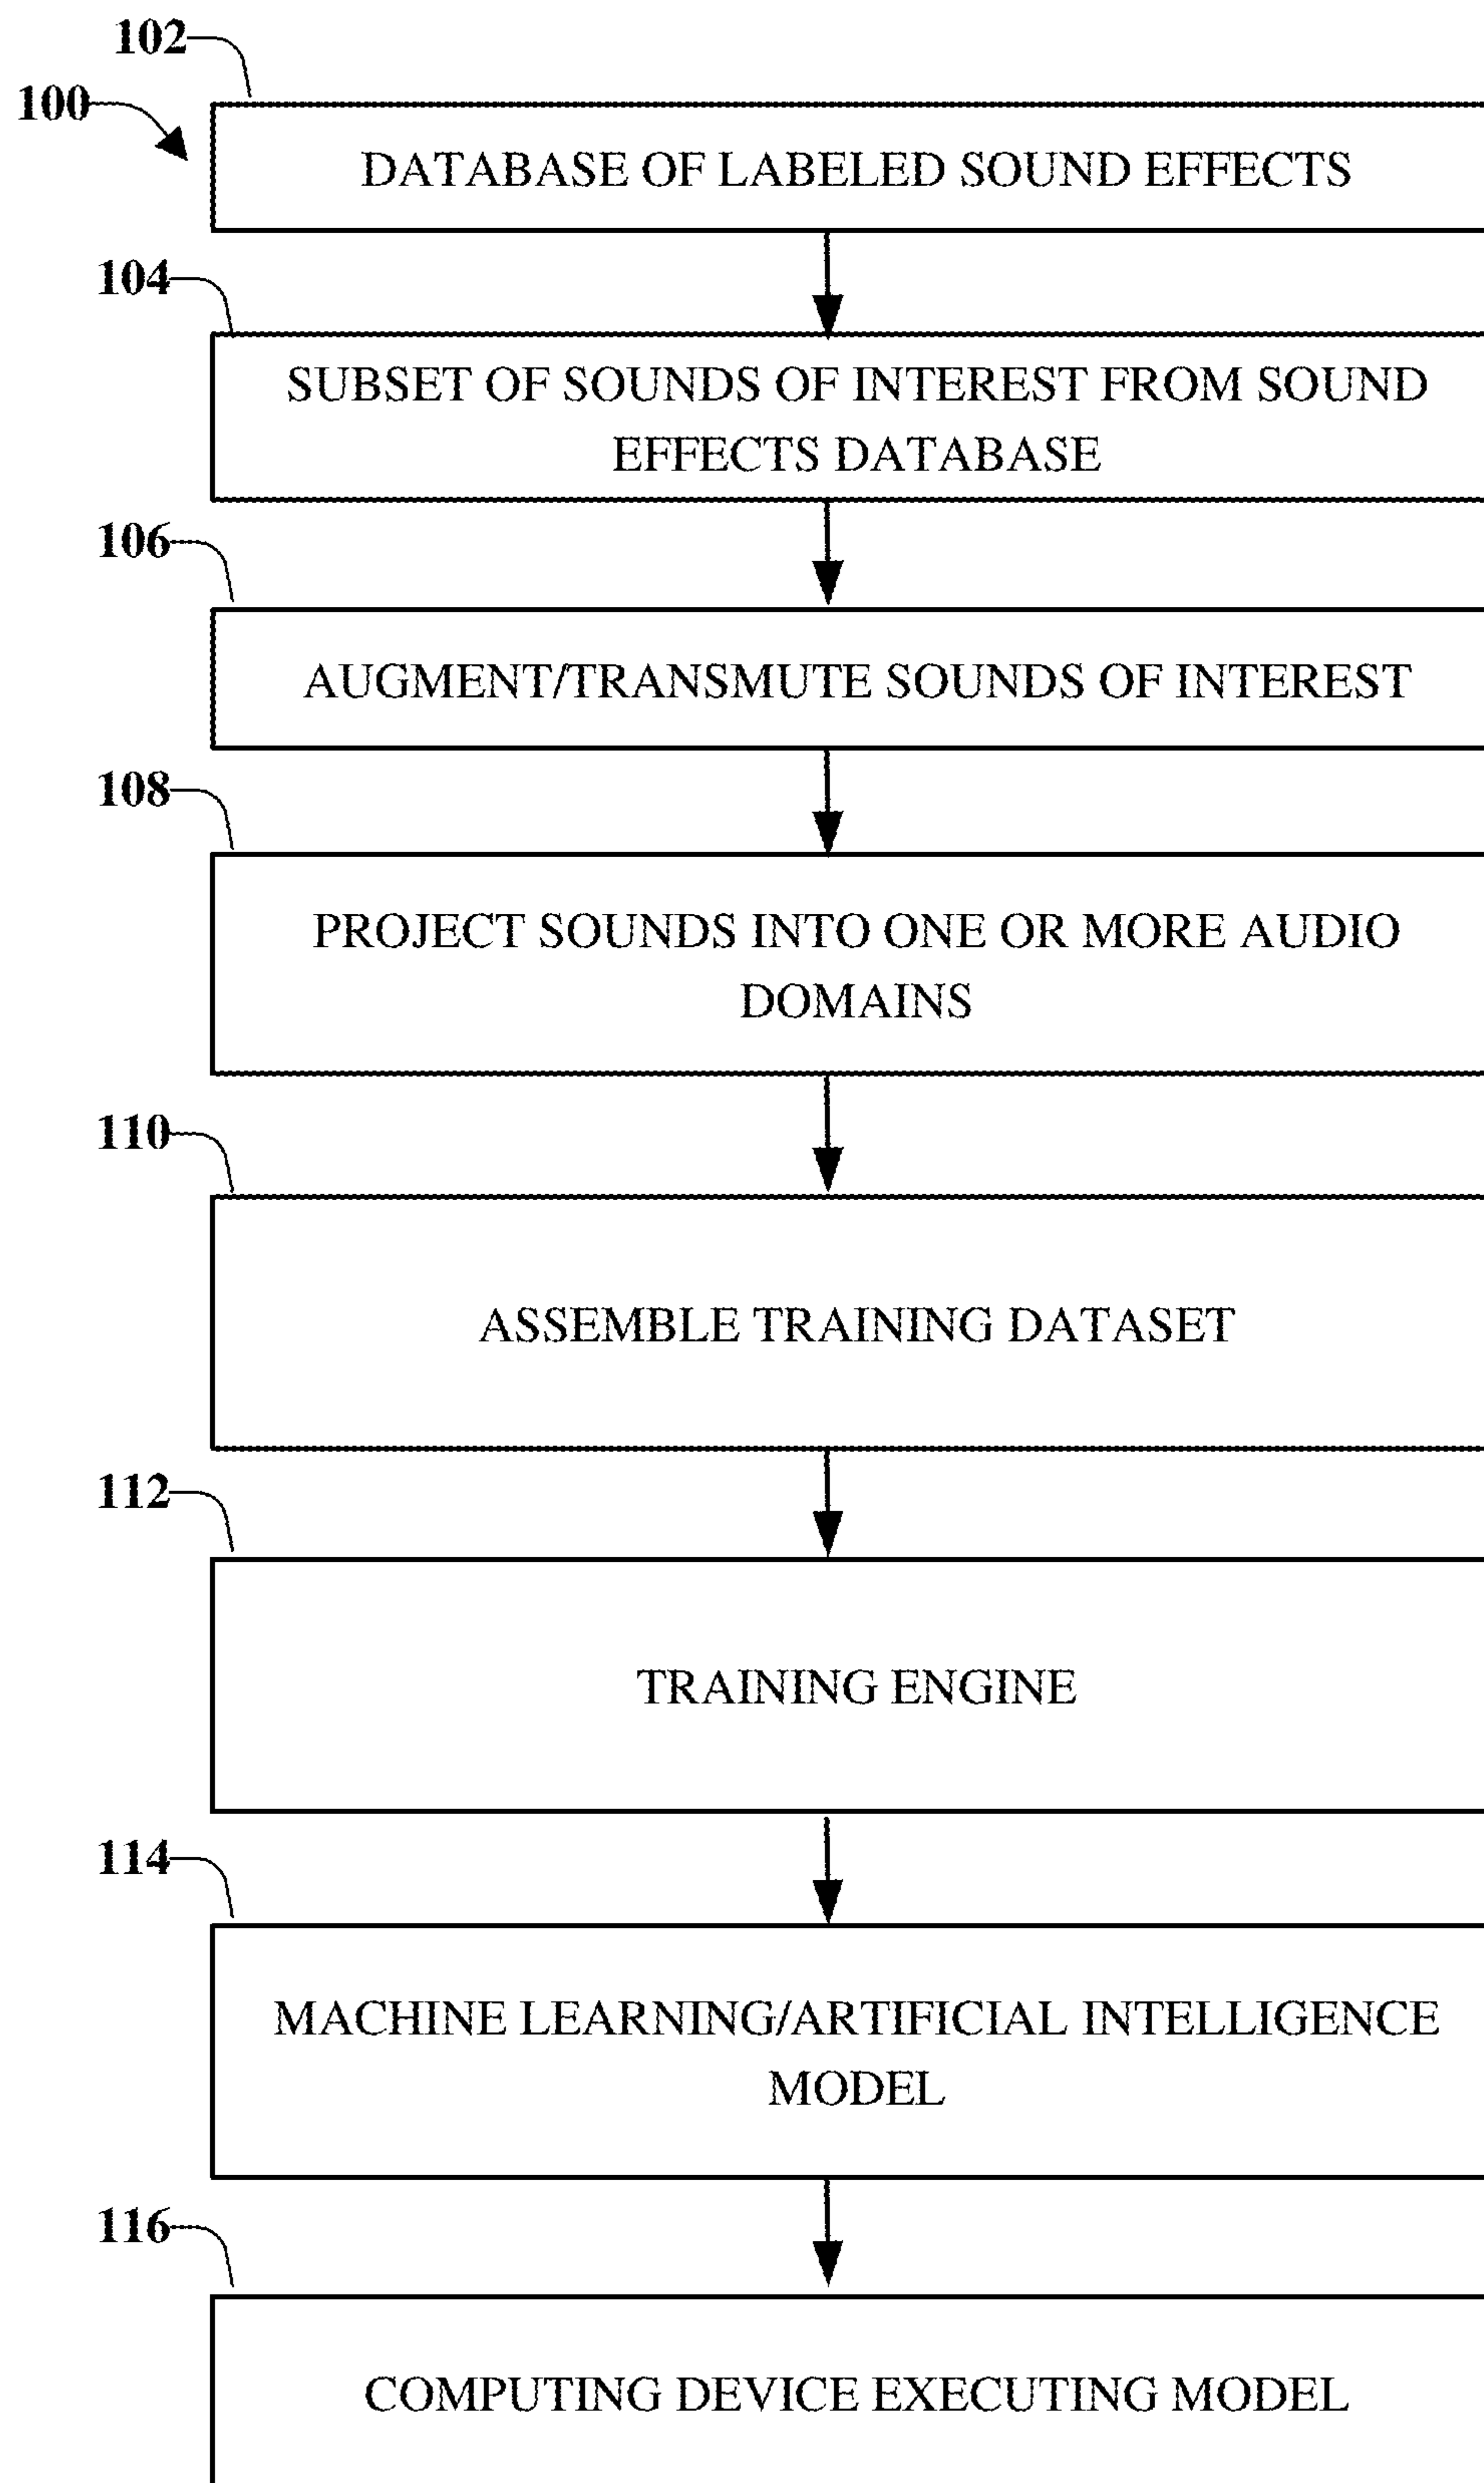 102
100
DATABASE OF LABELED SOUND EFFECTS
104
SUBSET OF SOUNDS OF INTEREST FROM SOUND
EFFECTS DATABASE
106
AUGMENT/TRANSMUTE SOUNDS OF INTEREST
108
PROJECT SOUNDS INTO ONE OR MORE AUDIO
DOMAINS
110
ASSEMBLE TRAINING DATASET
112
TRAINING ENGINE
114
MACHINE LEARNING/ARTIFICIAL INTELLIGENCE
MODEL
116
COMPUTING DEVICE EXECUTING MODEL